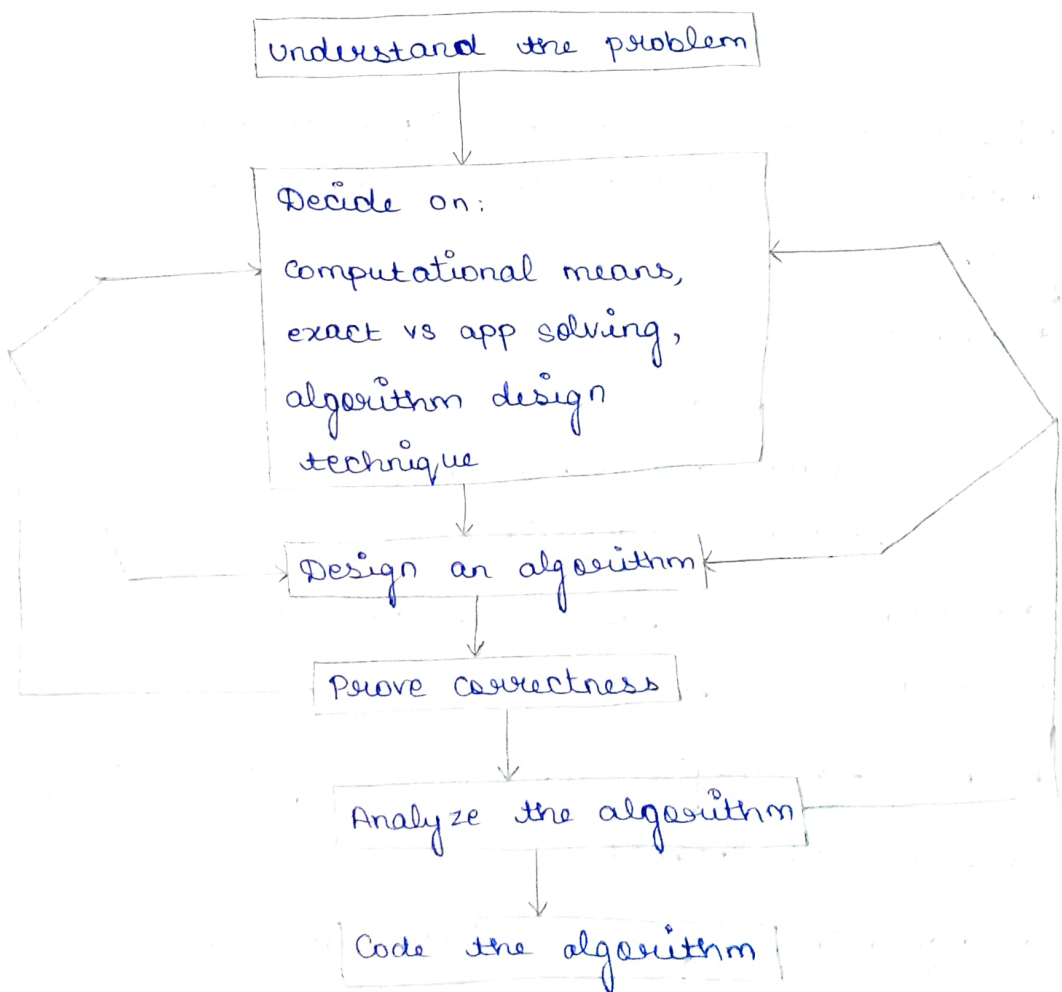 understand the problem
Decide on:
computational means,
exact vs app solving,
algorithm design
technique
Design an algorithm
Prove correctness
Analyze the algorithm
Code the algorithm